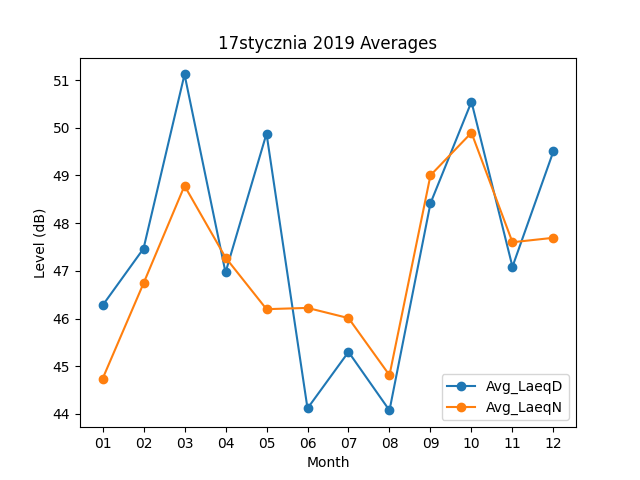 17stycznia 2019 Averages
Level (dB)
51
50
49
48
47
46
45
44
01 02 03 04 05 06 07 08 09 10 11 12
Month
Avg_LaeqD
Avg_LaeqN